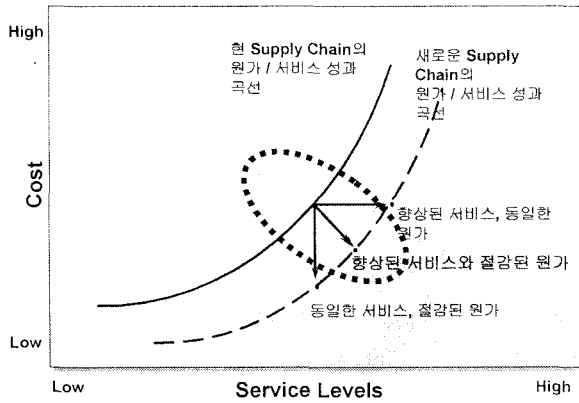 High
현 Supply Chain의
원가 / 서비스 성과
곡선
새로운 Supply
Chain의
원가 / 서비스 성과
곡선
Cost
향상된 서비스, 동일한
원가
향상된 서비스와 절감된 원가
동일한 서비스, 절감된 원가
Low
Low
Service Levels
High